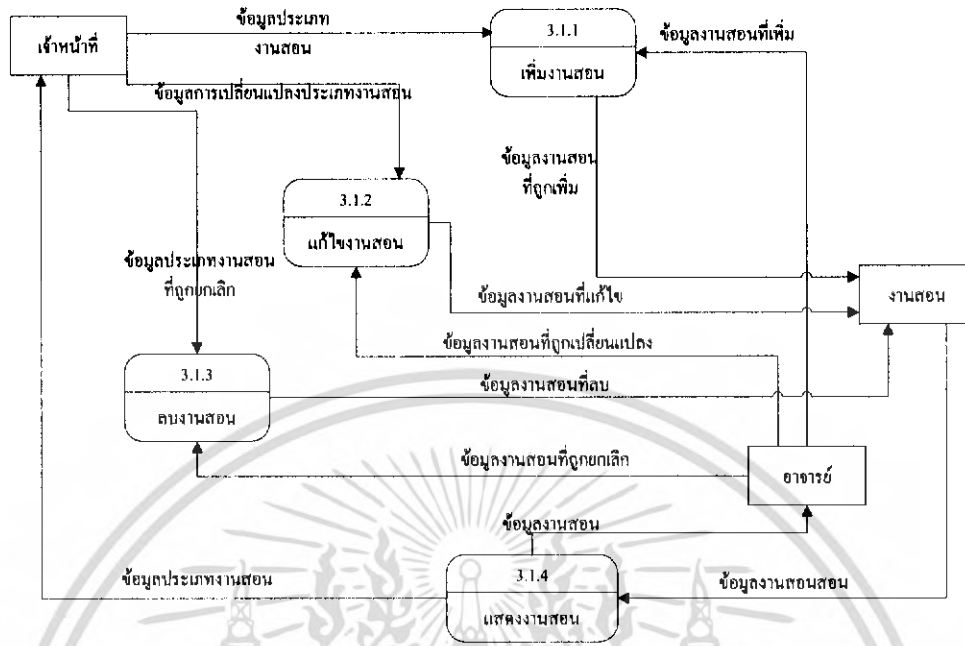 ข้อมูลประเภท
งานสอน
เจ้าหน้าที่
3.1.1
เพิ่มงานสอน
ข้อมูลงานสอนที่เพิ่ม
ข้อมูลการเปลี่ยนแปลงประเภทงานสอน
ข้อมูลงานสอน
ที่ถูกเพิ่ม
3.1.2
แก้ไขงานสอน
ข้อมูลประเภทงานสอน
ที่ถูกยกเลิก
ข้อมูลงานสอนที่แก้ไข
งานสอน
ข้อมูลงานสอนที่ถูกเปลี่ยนแปลง
3.1.3
ลบงานสอน
ข้อมูลงานสอนที่ลบ
ข้อมูลงานสอนที่ถูกยกเลิก
อาจารย์
ข้อมูลงานสอน
ข้อมูลประเภทงานสอน
3.1.4
แสดงงานสอน
ข้อมูลงานสอนสอน